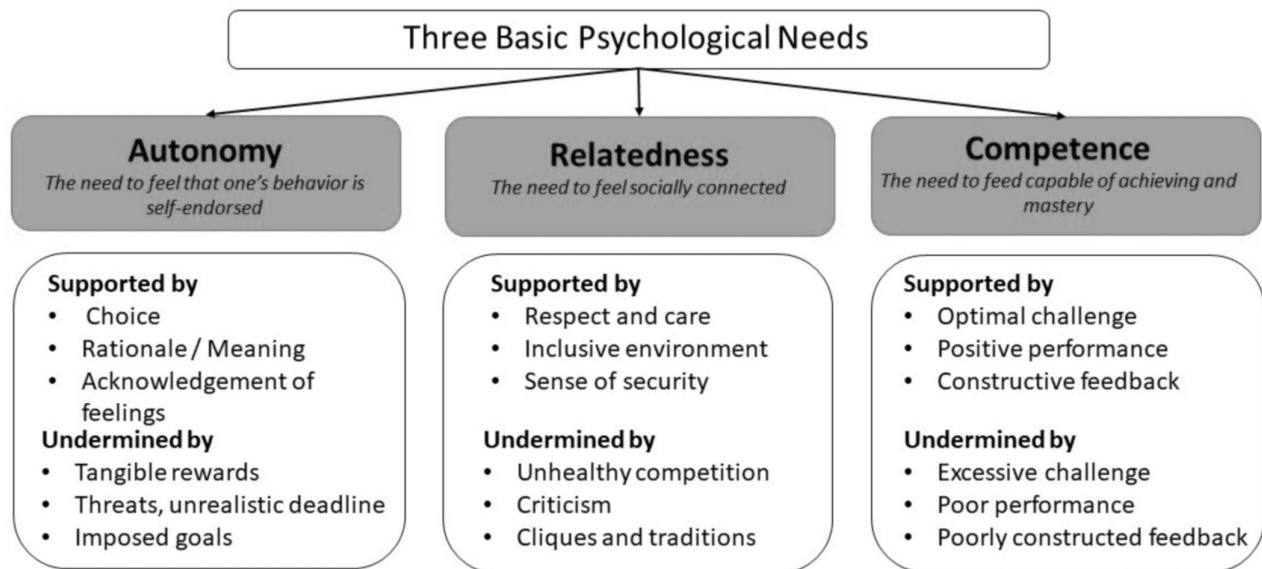 Three Basic Psychological Needs
Autonomy
The need to feel that one's behavior is
self-endorsed
Supported by
• Choice
• Rationale / Meaning
• Acknowledgement of
feelings
Undermined by
• Tangible rewards
• Threats, unrealistic deadline
• Imposed goals
Relatedness
The need to feel socially connected
Supported by
• Respect and care
• Inclusive environment
• Sense of security
Undermined by
• Unhealthy competition
• Criticism
• Cliques and traditions
Competence
The need to feed capable of achieving and
mastery
Supported by
• Optimal challenge
• Positive performance
• Constructive feedback
Undermined by
• Excessive challenge
• Poor performance
• Poorly constructed feedback